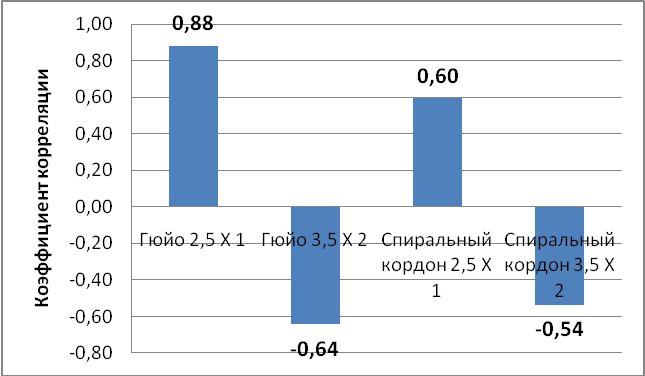 Коэффициент корреляции
1,00
0,80
0,60
0,40
0,20
0,00
-0,20
-0,40
-0,60
-0,80
0,88
-0,64
0,60
-0,54
Гюйо 2,5 X 1
Гюйо 3,5 X 2
Спиральный
кордон 2,5 X
1
Спиральный
кордон 3,5 X
2